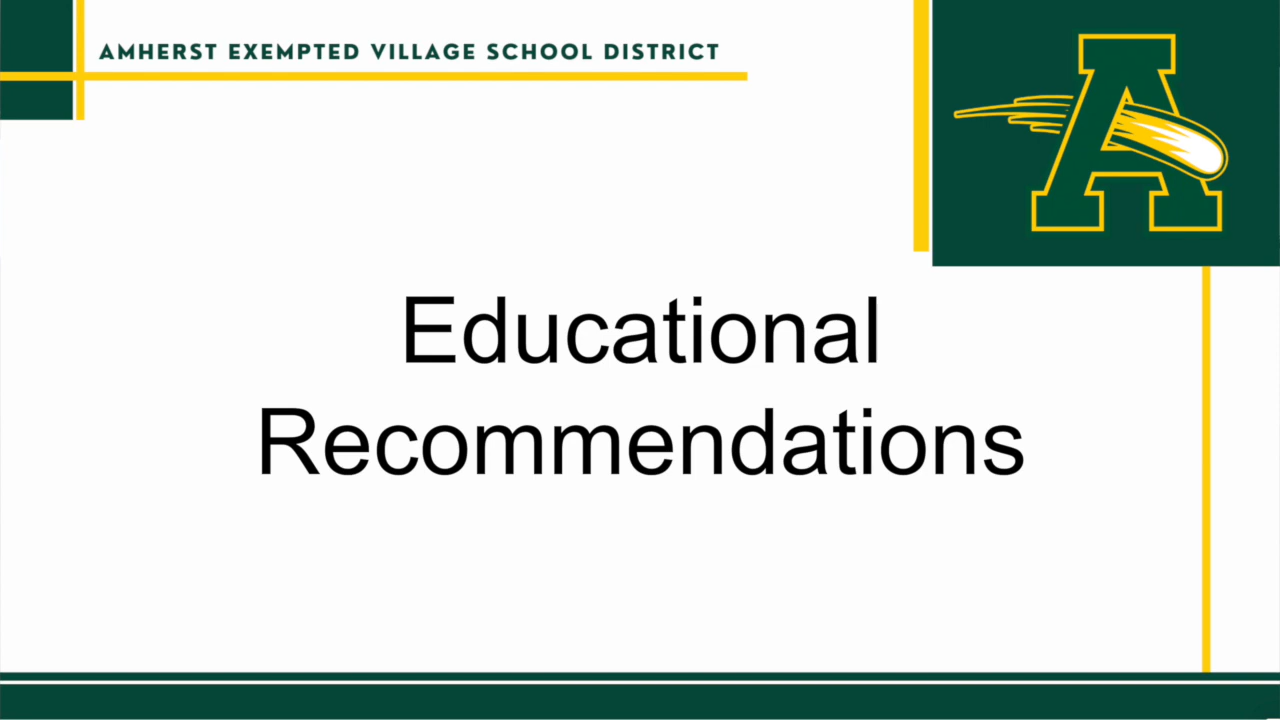 AMHERST EXEMPTED VILLAGE SCHOOL DISTRICT
A
Educational
Recommendations